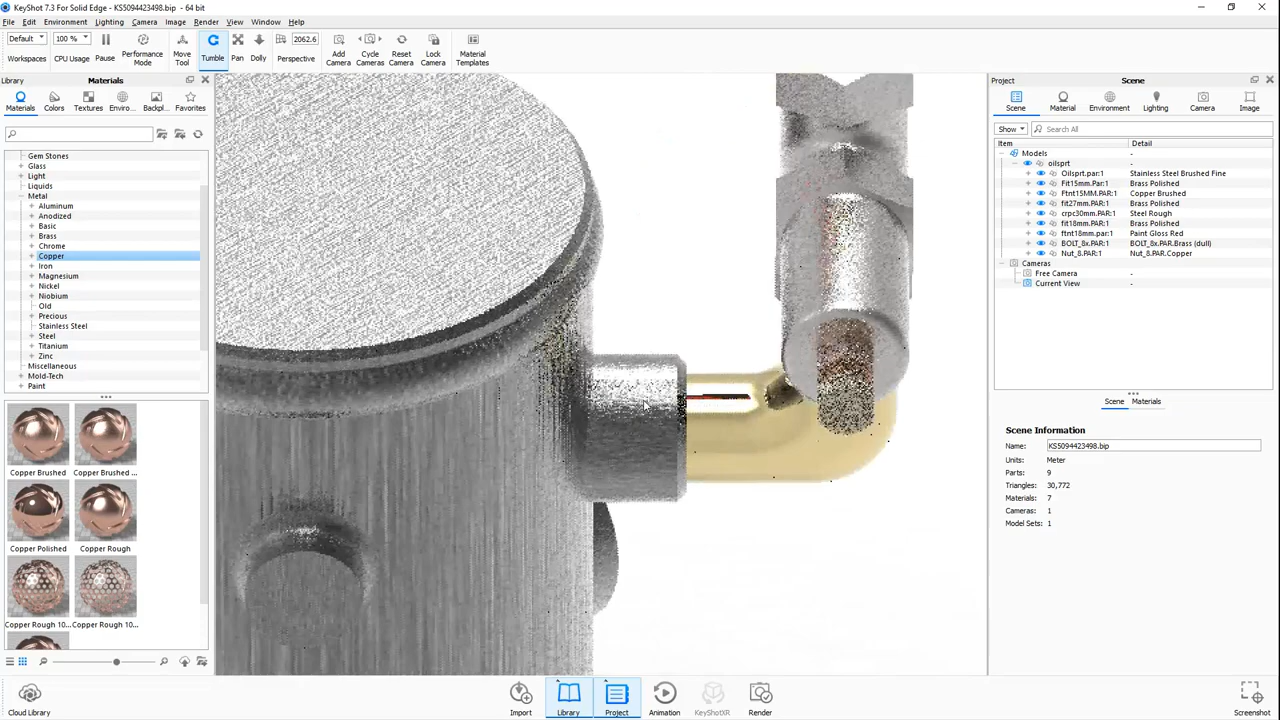 KeyShot 7.3 For Solid Edge - KS5094423498.bip - 64 bit
File Edit Environment Lighting Camera Image Render View Window Help
Default 100 % 2062.6
Workspaces CPU Usage Pause Performance Mode Move Tool Tumble Pan Dolly Perspective Add Camera Cycle Cameras Reset Camera Lock Camera Material Templates
Library Materials
Materials Colors Textures Enviro... Backpl... Favorites
Gem Stones
Glass
Light
Liquids
Metal
Aluminum
Anodized
Basic
Brass
Chrome
Copper
Iron
Magnesium
Nickel
Niobium
Old
Precious
Stainless Steel
Steel
Titanium
Zinc
Miscellaneous
Mold-Tech
Paint
Copper Brushed Copper Brushed ...
Copper Polished Copper Rough
Copper Rough 10... Copper Rough 10...
Project Scene
Scene Material Environment Lighting Camera Image
Show Search All
Item Detail
Models -
oilsprt -
Oilsprt.par:1 Stainless Steel Brushed Fine
Fit15mm.Par:1 Brass Polished
Ftnt15MM.PAR:1 Copper Brushed
fit27mm.PAR:1 Brass Polished
crpc30mm.PAR:1 Steel Rough
fit18mm.PAR:1 Brass Polished
ftnt18mm.par:1 Paint Gloss Red
BOLT_8x.PAR:1 BOLT_8x.PAR.Brass (dull)
Nut_8.PAR:1 Nut_8.PAR.Copper
Cameras
Free Camera -
Current View -
Scene Materials
Scene Information
Name: KS5094423498.bip
Units: Meter
Parts: 9
Triangles: 30,772
Materials: 7
Cameras: 1
Model Sets: 1
Cloud Library Import Library Project Animation KeyShotXR Render Screenshot